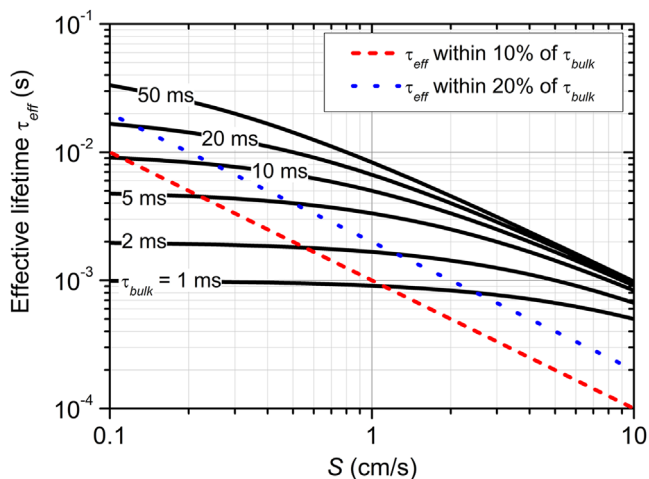 10⁻¹
τeff within 10% of τbulk
τeff within 20% of τbulk
50 ms
20 ms
10⁻²
10 ms
5 ms
2 ms
10⁻³
τbulk = 1 ms
10⁻⁴
0.1
1
10
S (cm/s)
Effective lifetime τeff (s)